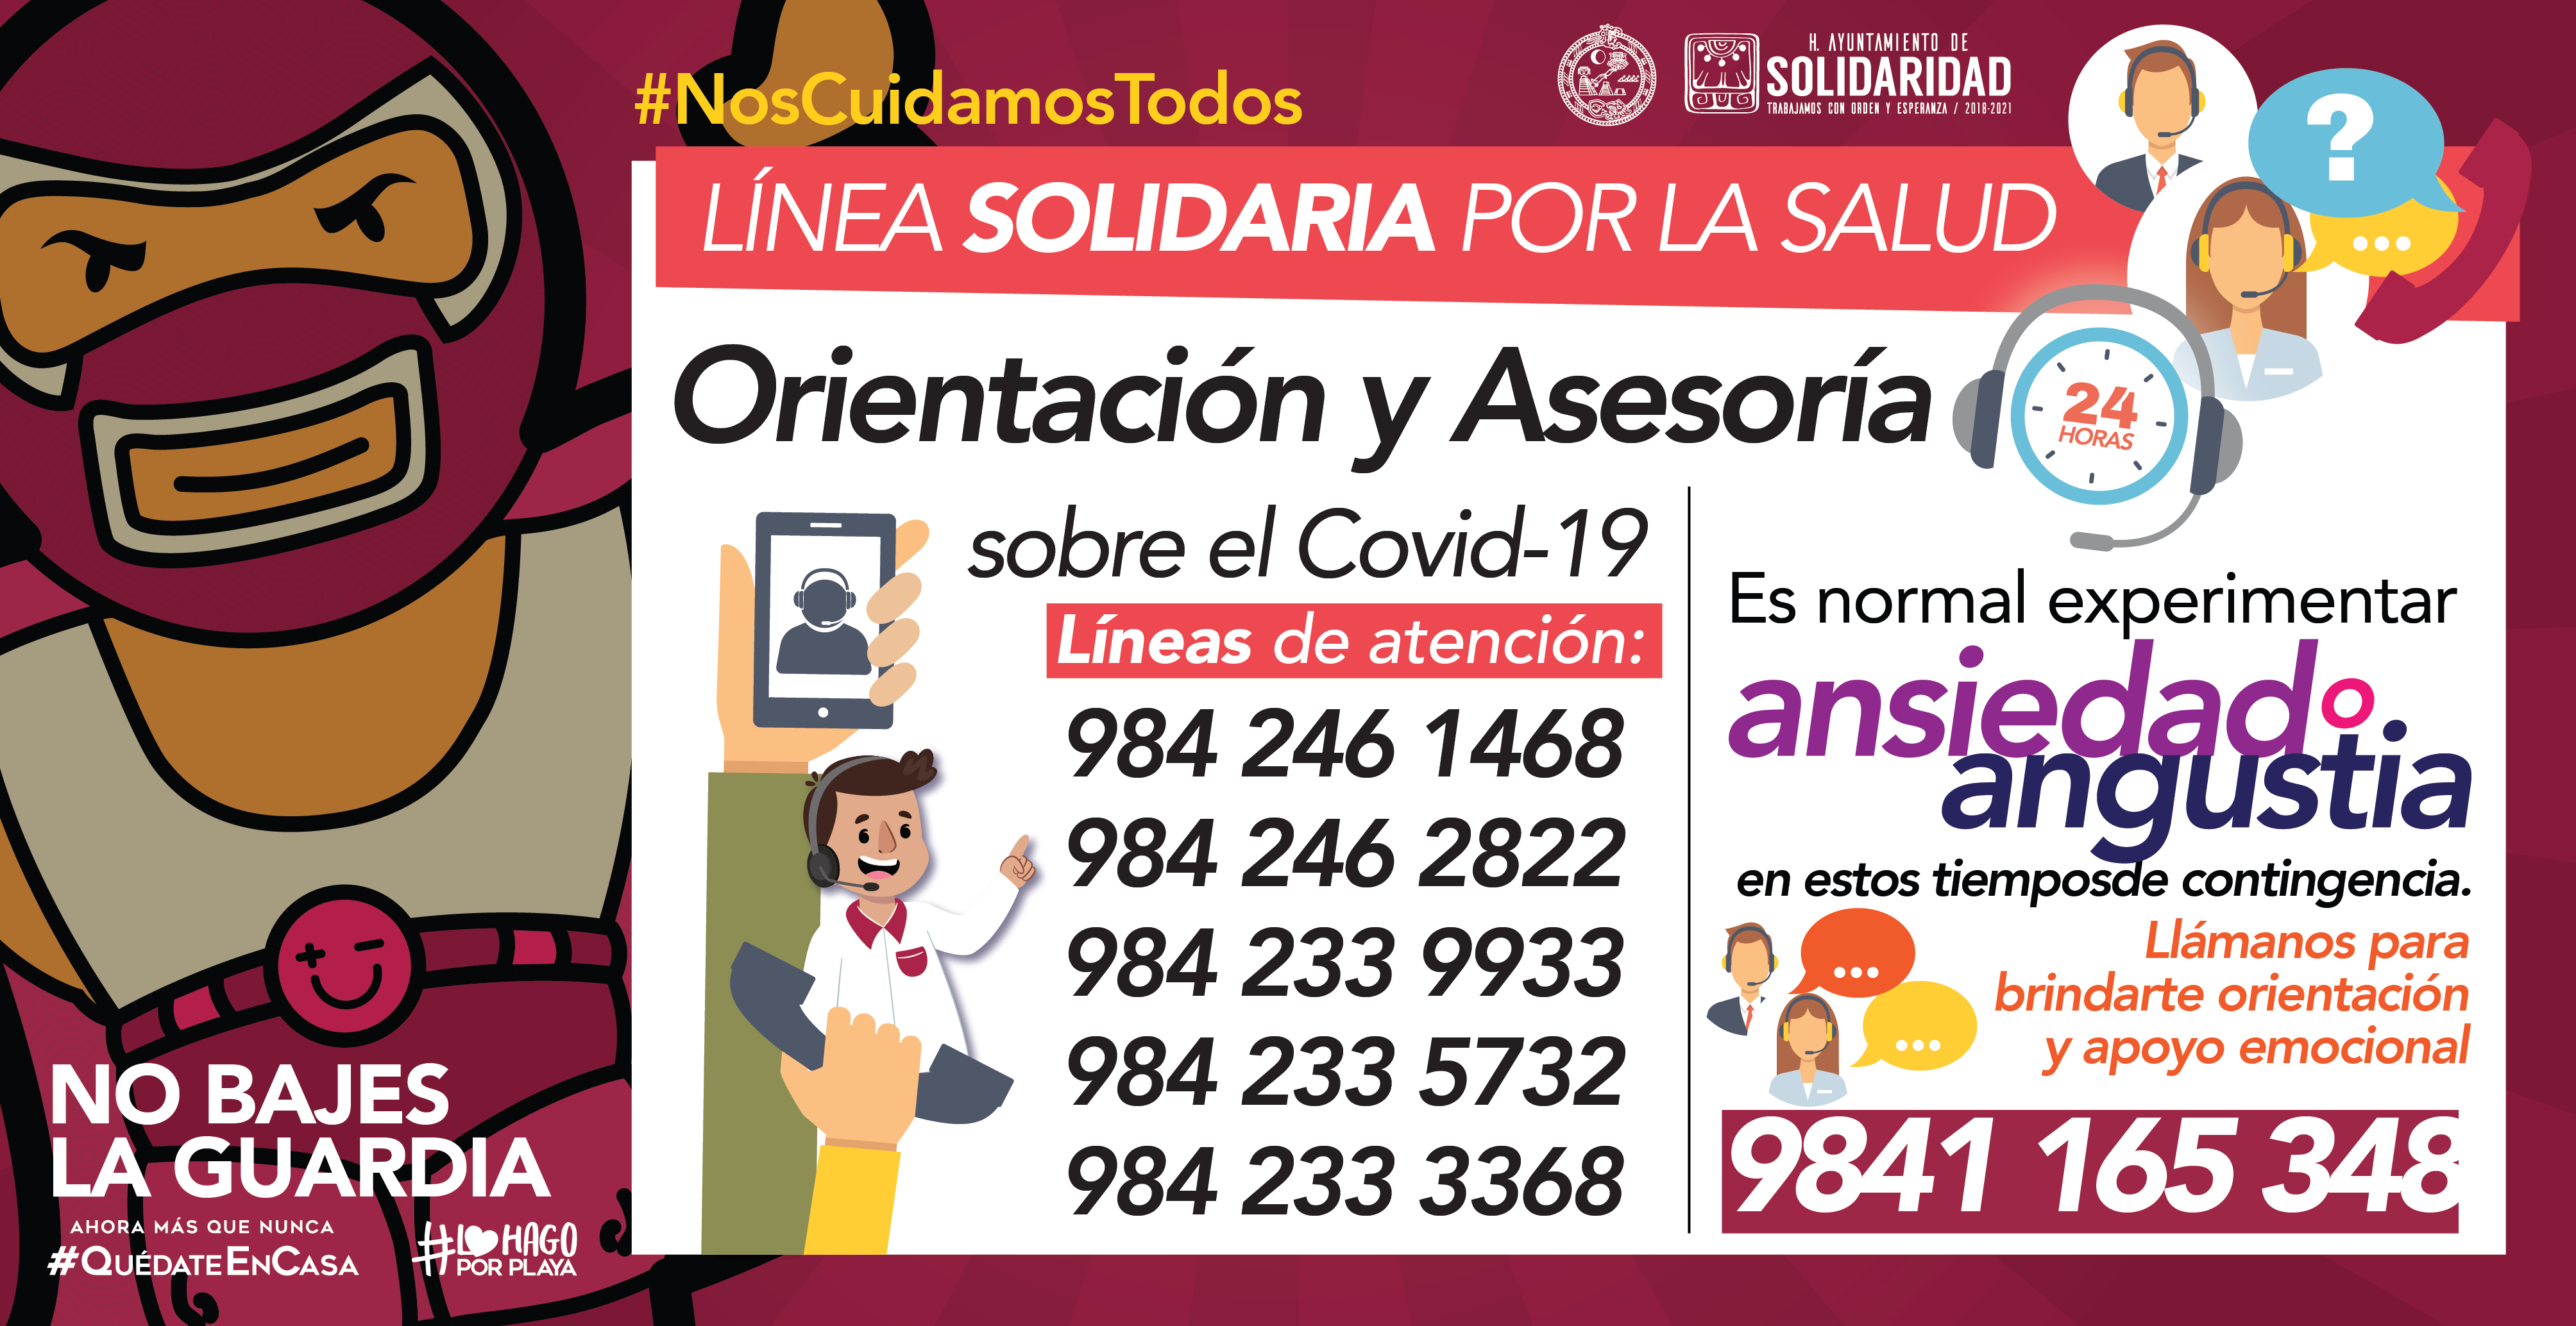 #NosCuidamosTodos
H. AYUNTAMIENTO DE
SOLIDARIDAD
TRABAJAMOS CON ORDEN Y ESPERANZA / 2018-2021
LÍNEA SOLIDARIA POR LA SALUD
?
Orientación y Asesoría
24
HORAS
sobre el Covid-19
Líneas de atención:
984 246 1468
984 246 2822
984 233 9933
984 233 5732
984 233 3368
Es normal experimentar
ansiedad o
angustia
en estos tiemposde contingencia.
Llámanos para
brindarte orientación
y apoyo emocional
9841 165 348
NO BAJES
LA GUARDIA
AHORA MÁS QUE NUNCA
#QUÉDATEENCASA
#LO HAGO
POR PLAYA